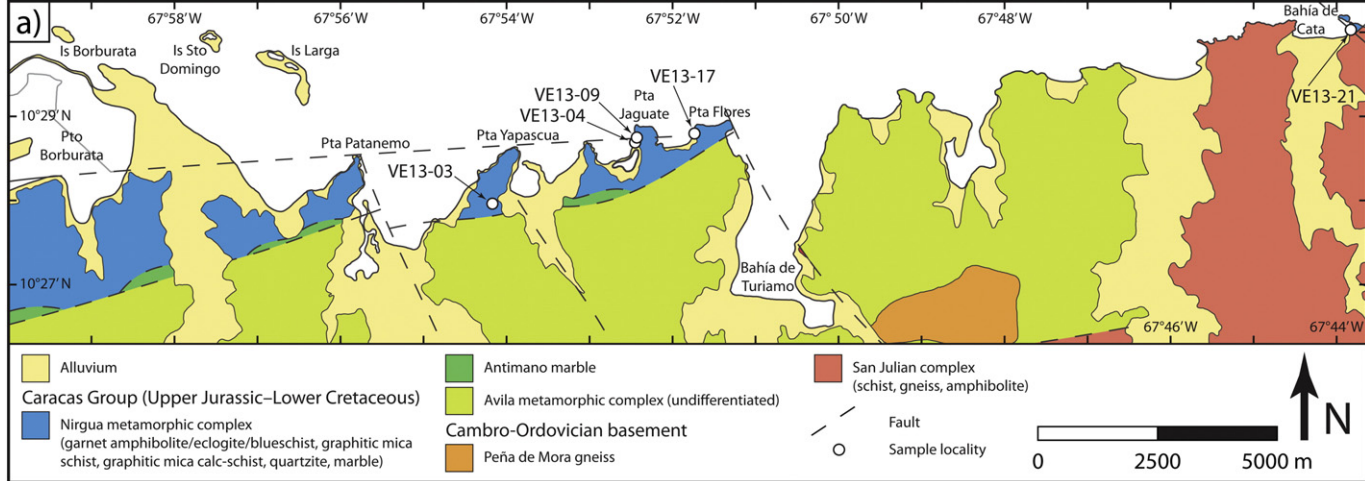 a)
67°58′W
67°56′W
67°54′W
67°52′W
67°50′W
67°48′W
Bahía de
Cata
Is Borburata
Is Sto
Domingo
Is Larga
VE13-17
VE13-09
Pta
Jaguate
VE13-04
Pta Flores
VE13-21
10°29′N
Pto
Borburata
Pta Patanemo
Pta Yapascua
VE13-03
10°27′N
Bahía de
Turiamo
67°46′W
67°44′W
Alluvium
Caracas Group (Upper Jurassic–Lower Cretaceous)
Nirgua metamorphic complex
(garnet amphibolite/eclogite/blueschist, graphitic mica
schist, graphitic mica calc-schist, quartzite, marble)
Antimano marble
Avila metamorphic complex (undifferentiated)
Cambro-Ordovician basement
Peña de Mora gneiss
San Julian complex
(schist, gneiss, amphibolite)
Fault
Sample locality
N
0 2500 5000 m